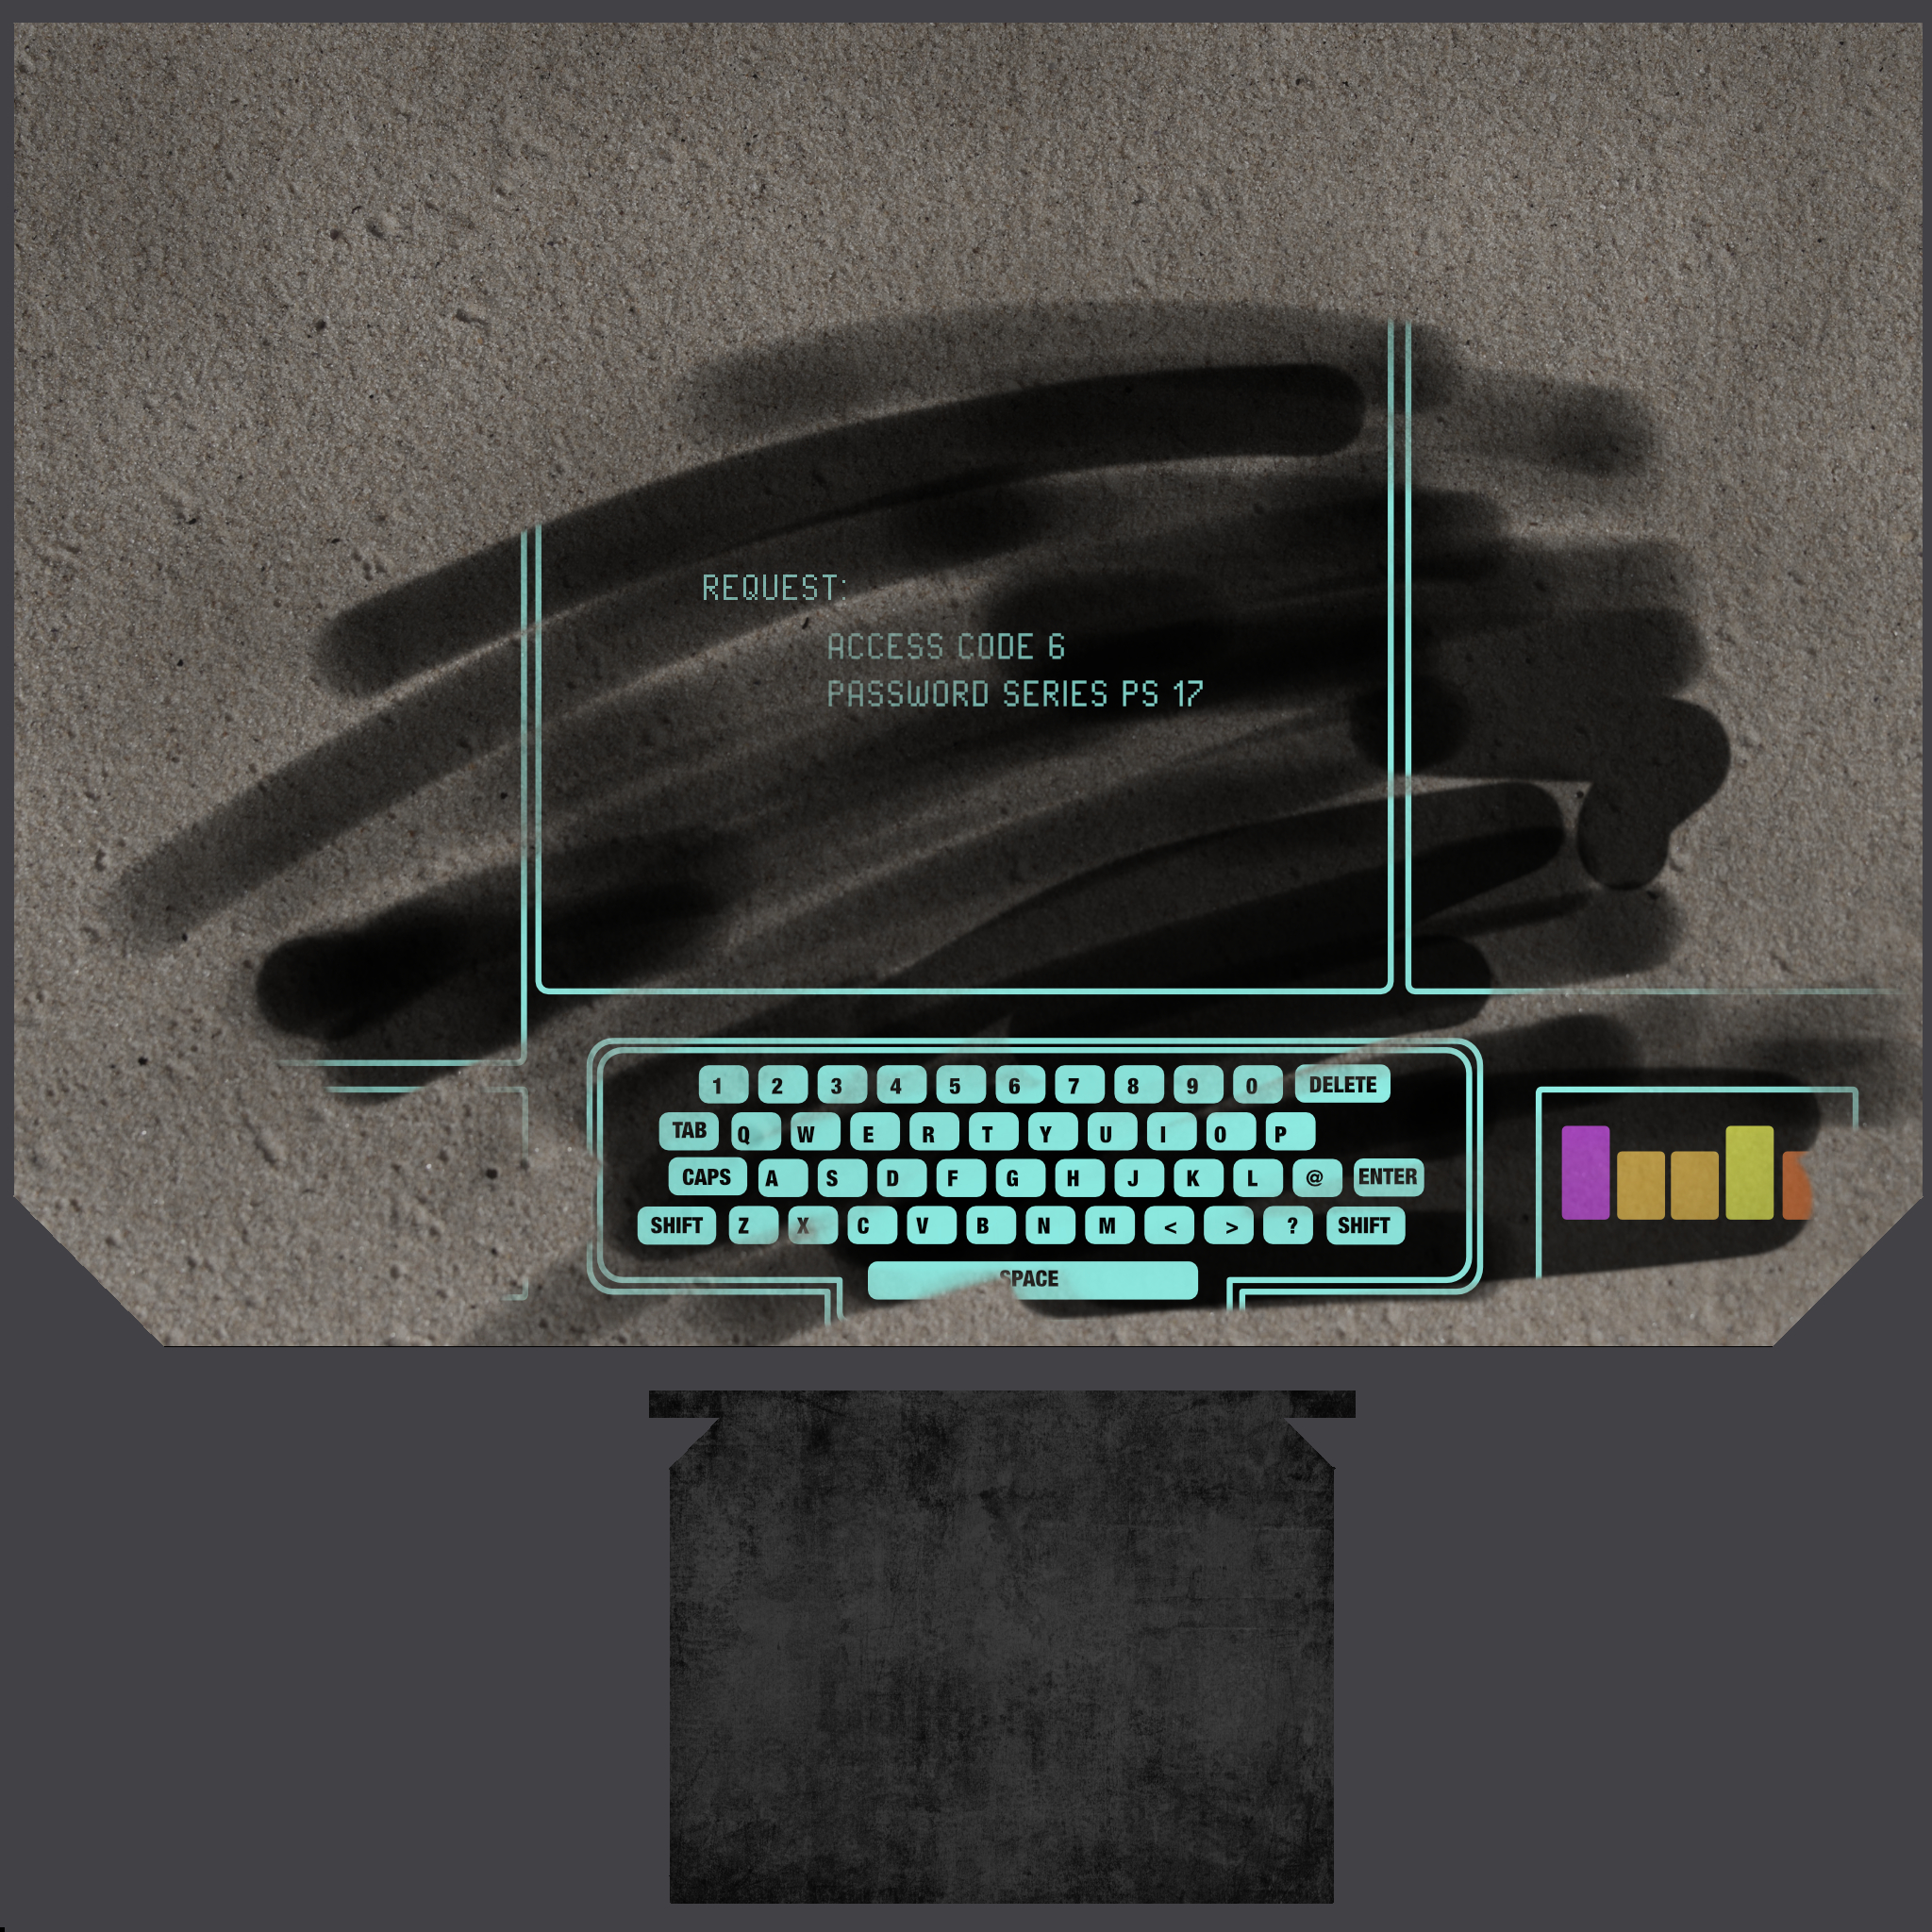 REQUEST:
ACCESS CODE 6
PASSWORD SERIES PS 17
1 2 3 4 5 6 7 8 9 0 DELETE
TAB Q W E R T Y U I O P
CAPS A S D F G H J K L @ ENTER
SHIFT Z X C V B N M < > ? SHIFT
SPACE